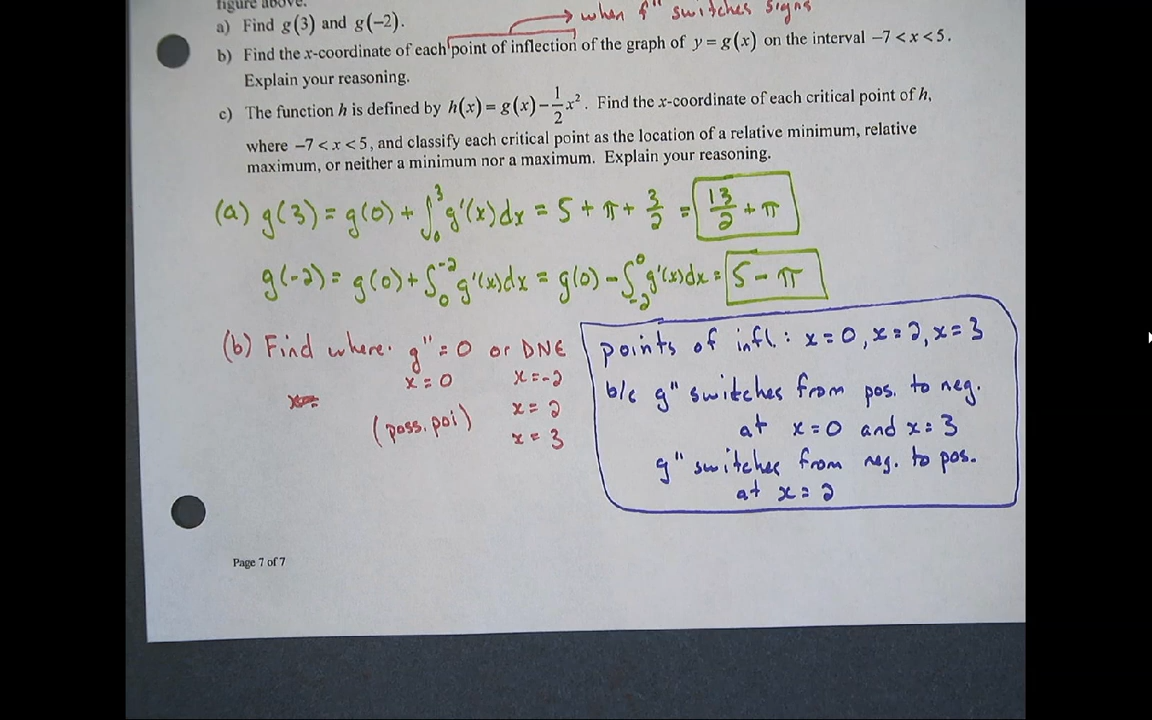 figure above.
→ when f" switches signs
a) Find g(3) and g(−2).
b) Find the x-coordinate of each point of inflection of the graph of y = g(x) on the interval −7 < x < 5.
Explain your reasoning.
c) The function h is defined by h(x) = g(x) − 1/2 x². Find the x-coordinate of each critical point of h,
where −7 < x < 5, and classify each critical point as the location of a relative minimum, relative
maximum, or neither a minimum nor a maximum. Explain your reasoning.
(a) g(3) = g(0) + ∫₀³ g'(x)dx = 5 + π + 3/2 = 13/2 + π
g(-2) = g(0) + ∫₀⁻² g'(x)dx = g(0) − ∫₋₂⁰ g'(x)dx = 5 − π
(b) Find where g" = 0 or DNE
x = 0 x = -2
x =
(poss. poi) x = 2
x = 3
points of infl.: x = 0, x = 2, x = 3
b/c g" switches from pos. to neg.
at x = 0 and x = 3
g" switches from neg. to pos.
at x = 2
Page 7 of 7